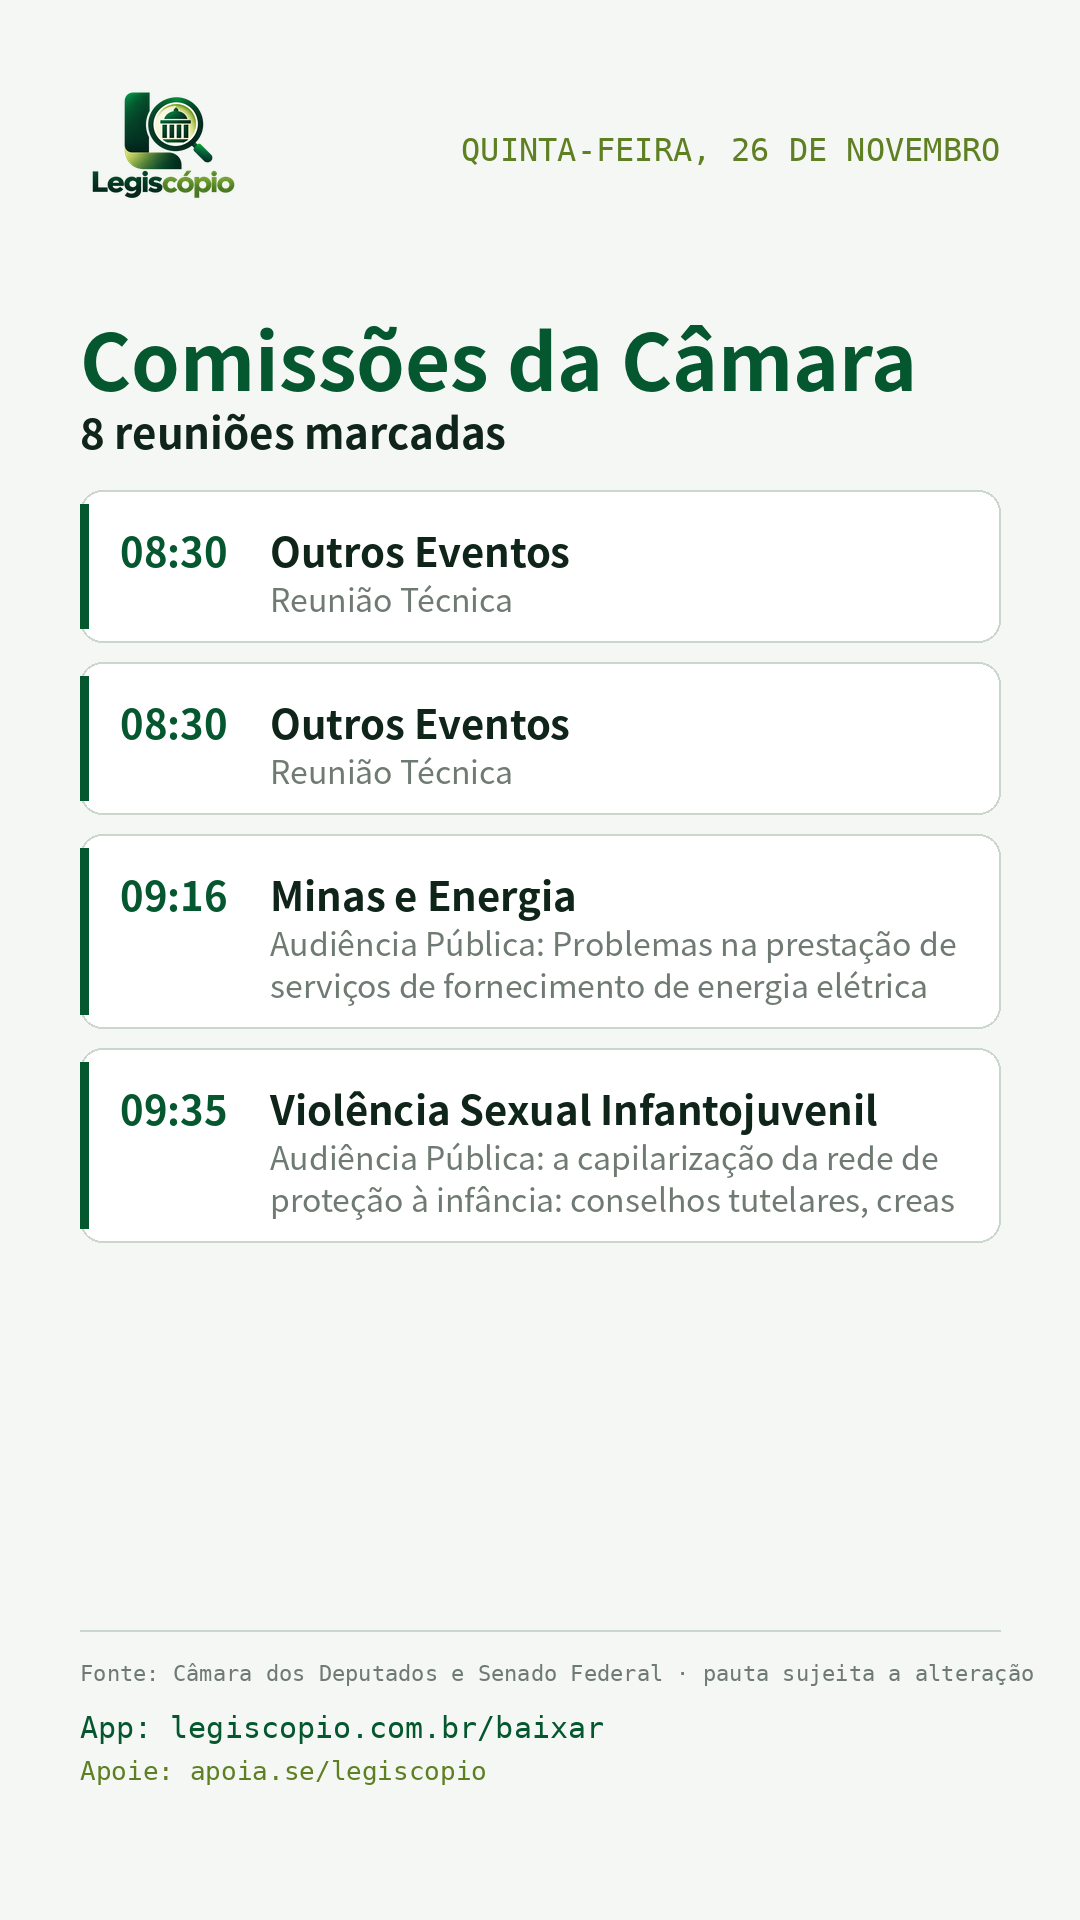 Legiscópio
QUINTA-FEIRA, 26 DE NOVEMBRO
Comissões da Câmara
8 reuniões marcadas
08:30 Outros Eventos
Reunião Técnica
08:30 Outros Eventos
Reunião Técnica
09:16 Minas e Energia
Audiência Pública: Problemas na prestação de
serviços de fornecimento de energia elétrica
09:35 Violência Sexual Infantojuvenil
Audiência Pública: a capilarização da rede de
proteção à infância: conselhos tutelares, creas
Fonte: Câmara dos Deputados e Senado Federal · pauta sujeita a alteração
App: legiscopio.com.br/baixar
Apoie: apoia.se/legiscopio